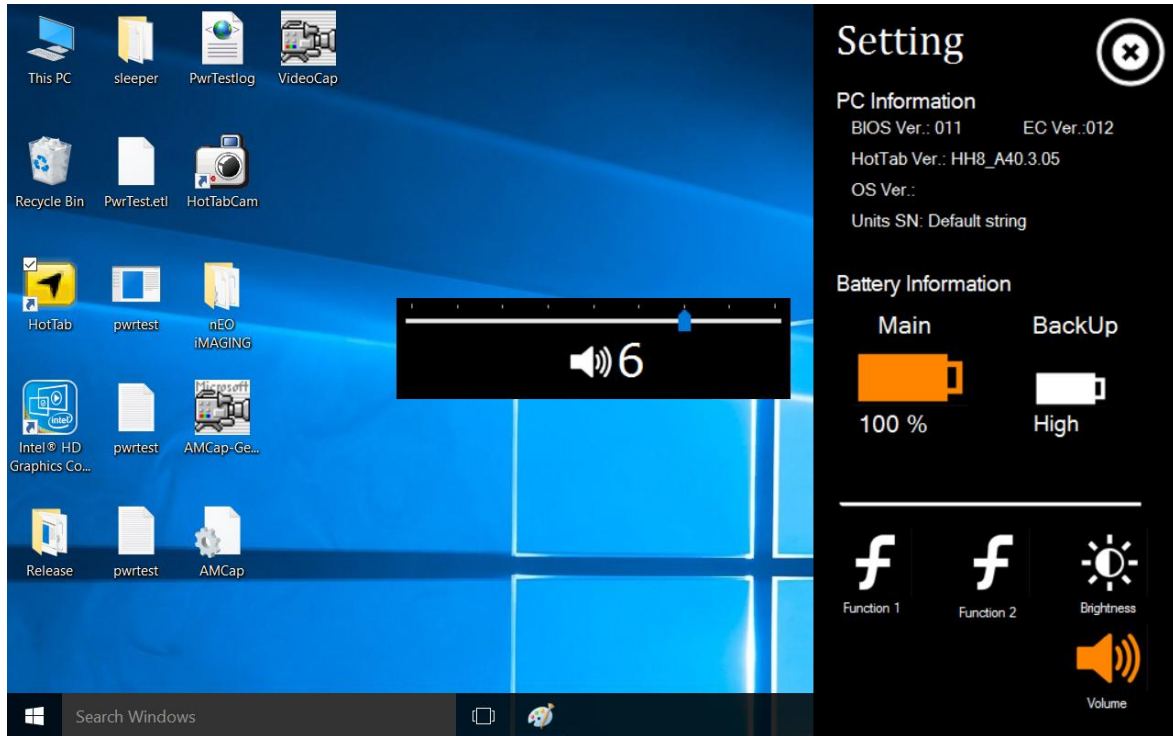 This PC
sleeper
PwrTestlog
VideoCap
Recycle Bin
PwrTest.etl
HotTabCam
HotTab
pwrtest
nEO
iMAGING
Intel® HD
Graphics Co...
pwrtest
Microsoft
AMCap-Ge...
intel
Release
pwrtest
AMCap
6
Search Windows
Setting
PC Information
BIOS Ver.: 011 EC Ver.:012
HotTab Ver.: HH8_A40.3.05
OS Ver.:
Units SN: Default string
Battery Information
Main BackUp
100 % High
Function 1
Function 2
Brightness
Volume